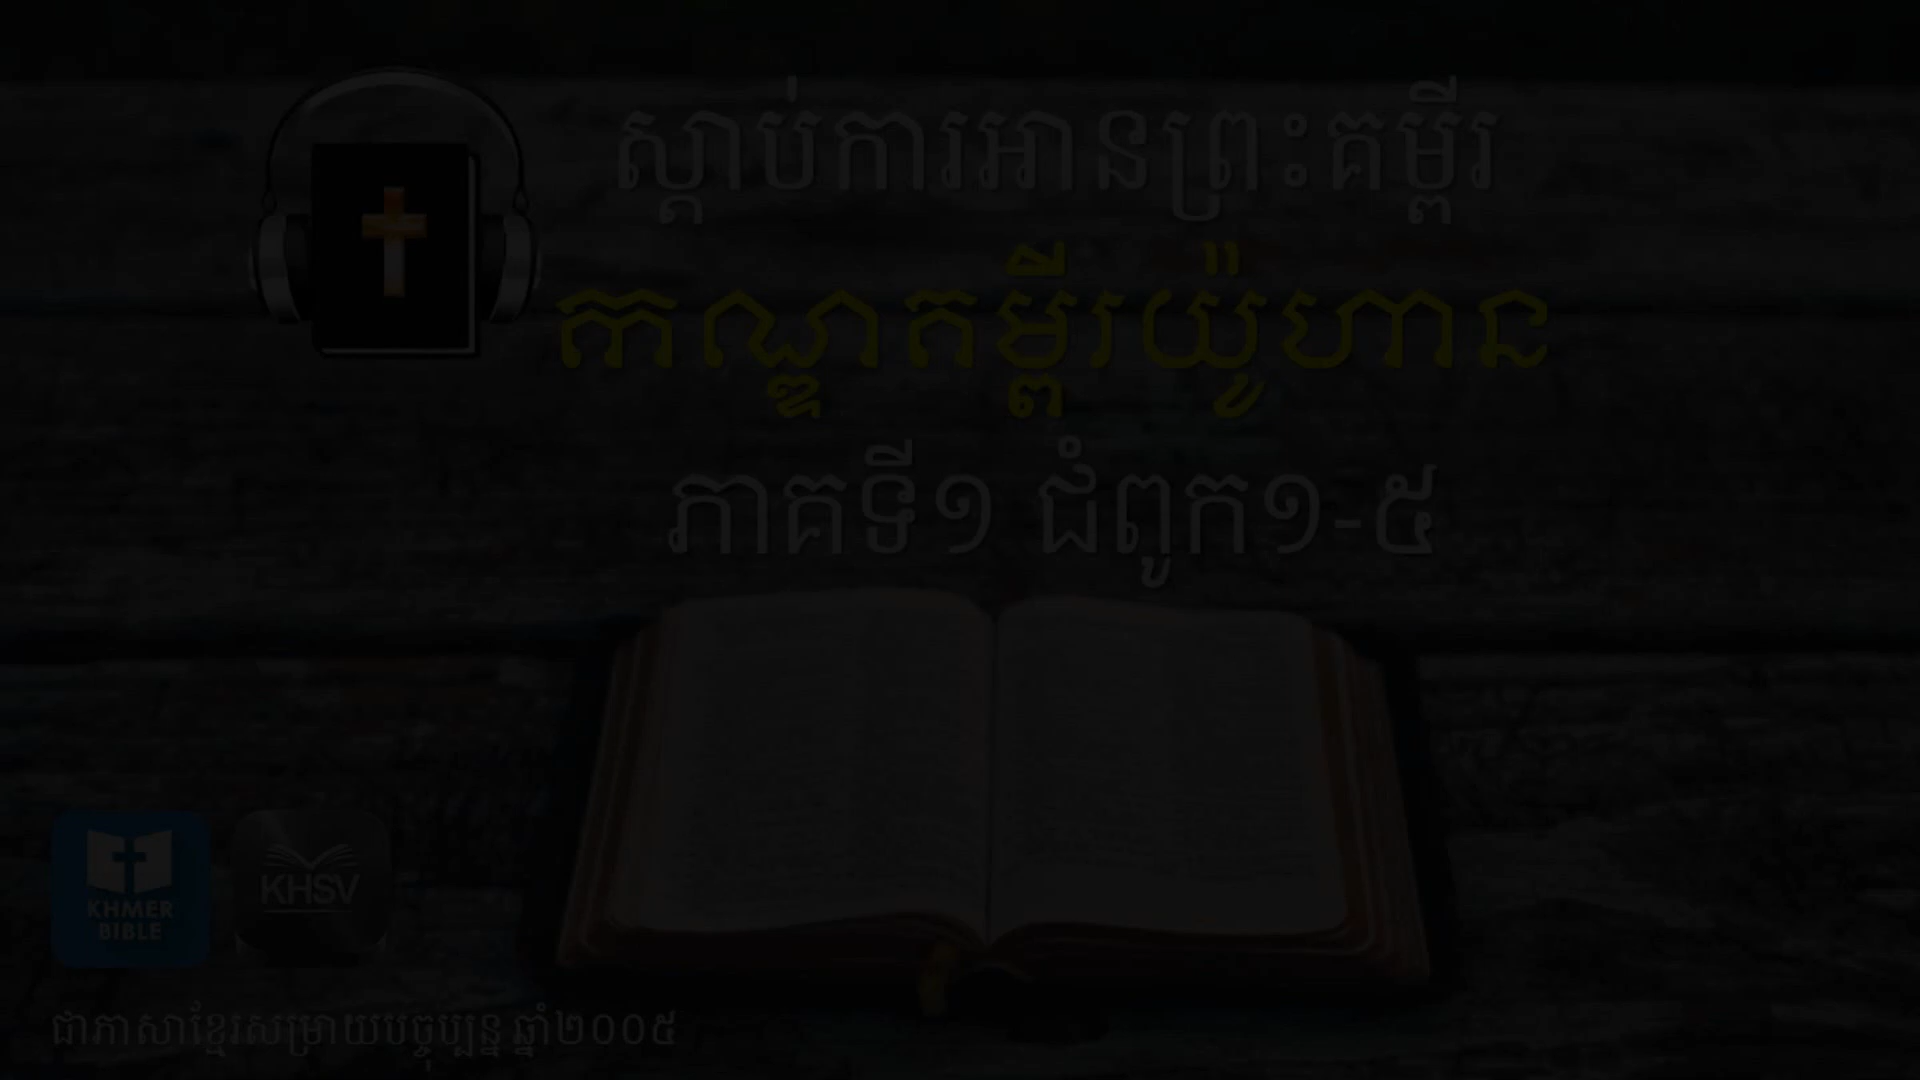 ស្ដាប់ការអានព្រះគម្ពីរ
កណ្ឌគម្ពីរយ៉ូហាន
ភាគទី១ ជំពូក១-៥
KHMER
BIBLE
KHSV
ជាភាសាខ្មែរសម្រាយបច្ចុប្បន្ន ឆ្នាំ២០០៥